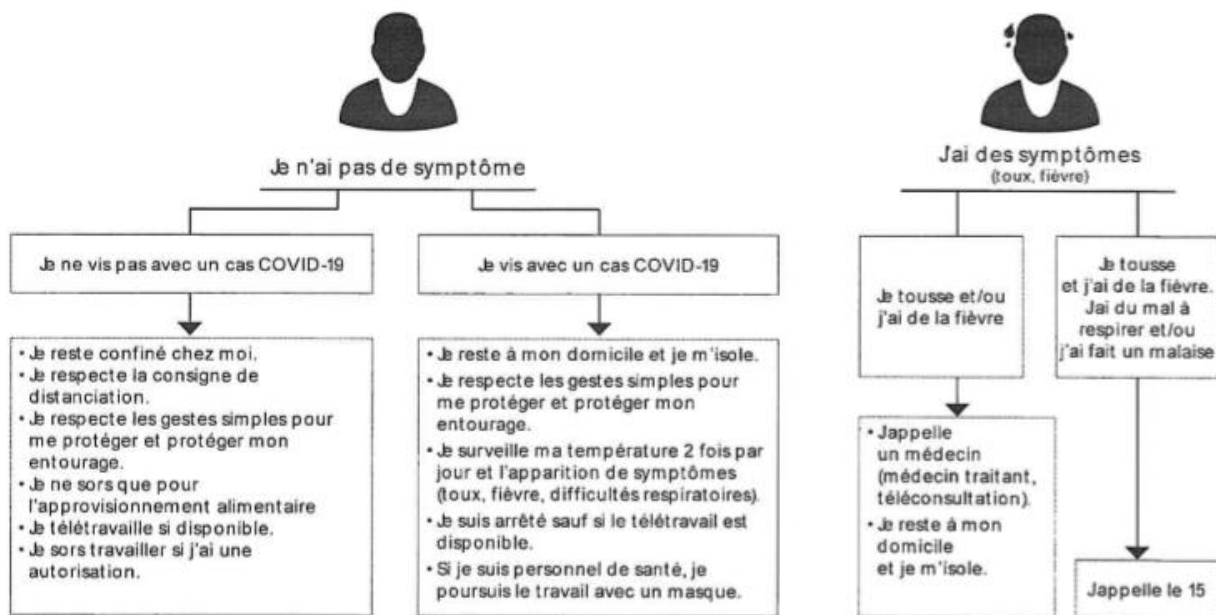 Je n'ai pas de symptôme
J'ai des symptômes
(toux, fièvre)
Je ne vis pas avec un cas COVID-19
• Je reste confiné chez moi.
• Je respecte la consigne de
distanciation.
• Je respecte les gestes simples pour
me protéger et protéger mon
entourage.
• Je ne sors que pour
l'approvisionnement alimentaire
• Je télétravaille si disponible.
• Je sors travailler si j'ai une
autorisation.
Je vis avec un cas COVID-19
• Je reste à mon domicile et je m'isole.
• Je respecte les gestes simples pour
me protéger et protéger mon
entourage.
• Je surveille ma température 2 fois par
jour et l'apparition de symptômes
(toux, fièvre, difficultés respiratoires).
• Je suis arrêté sauf si le télétravail est
disponible.
• Si je suis personnel de santé, je
poursuis le travail avec un masque.
Je tousse et/ou
j'ai de la fièvre
• J'appelle
un médecin
(médecin traitant,
téléconsultation).
• Je reste à mon
domicile
et je m'isole.
Je tousse
et j'ai de la fièvre.
J'ai du mal à
respirer et/ou
j'ai fait un malaise
J'appelle le 15